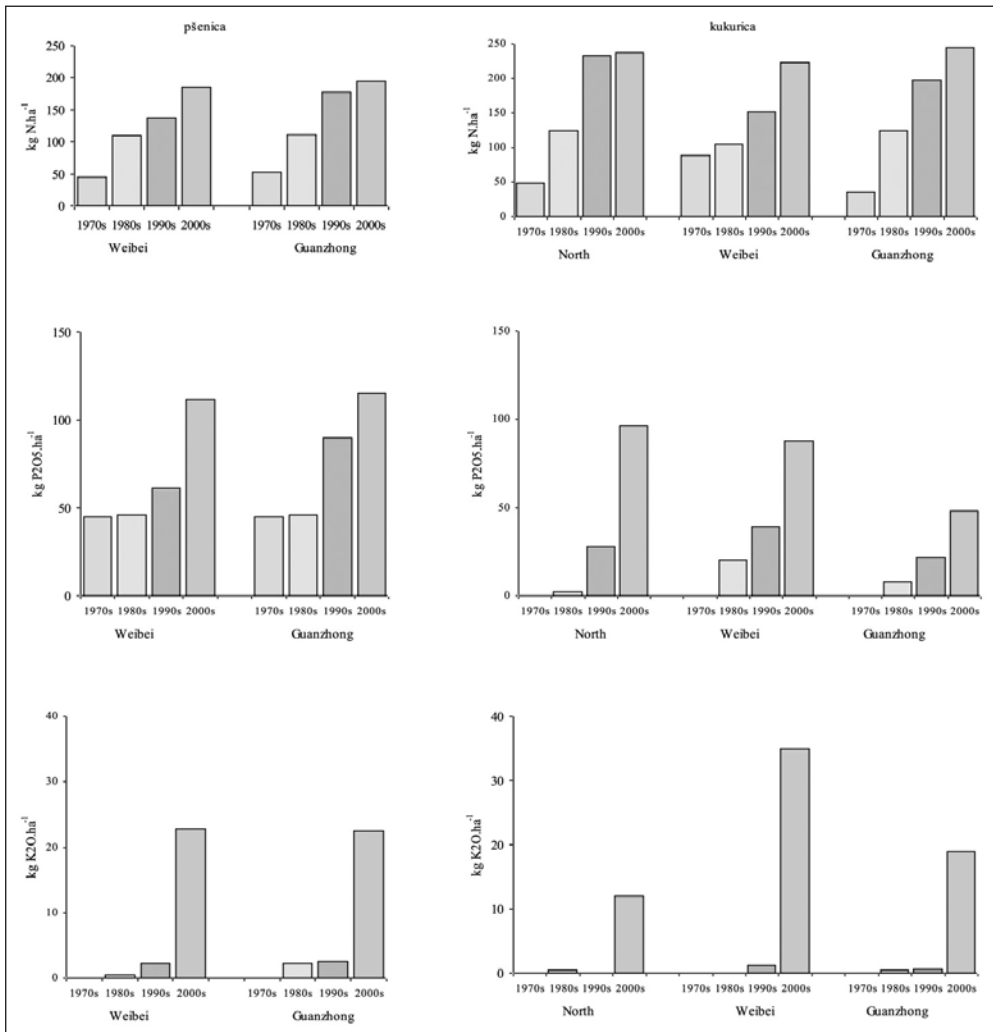 pšenica
250
200
150
100
50
0
kg N.ha⁻¹
1970s 1980s 1990s 2000s 1970s 1980s 1990s 2000s
Weibei Guanzhong
kukurica
250
200
150
100
50
0
kg N.ha⁻¹
1970s 1980s 1990s 2000s 1970s 1980s 1990s 2000s 1970s 1980s 1990s 2000s
North Weibei Guanzhong
150
100
50
0
kg P2O5.ha⁻¹
1970s 1980s 1990s 2000s 1970s 1980s 1990s 2000s
Weibei Guanzhong
150
100
50
0
kg P2O5.ha⁻¹
1970s 1980s 1990s 2000s 1970s 1980s 1990s 2000s 1970s 1980s 1990s 2000s
North Weibei Guanzhong
40
30
20
10
0
kg K2O.ha⁻¹
1970s 1980s 1990s 2000s 1970s 1980s 1990s 2000s
Weibei Guanzhong
40
30
20
10
0
kg K2O.ha⁻¹
1970s 1980s 1990s 2000s 1970s 1980s 1990s 2000s 1970s 1980s 1990s 2000s
North Weibei Guanzhong